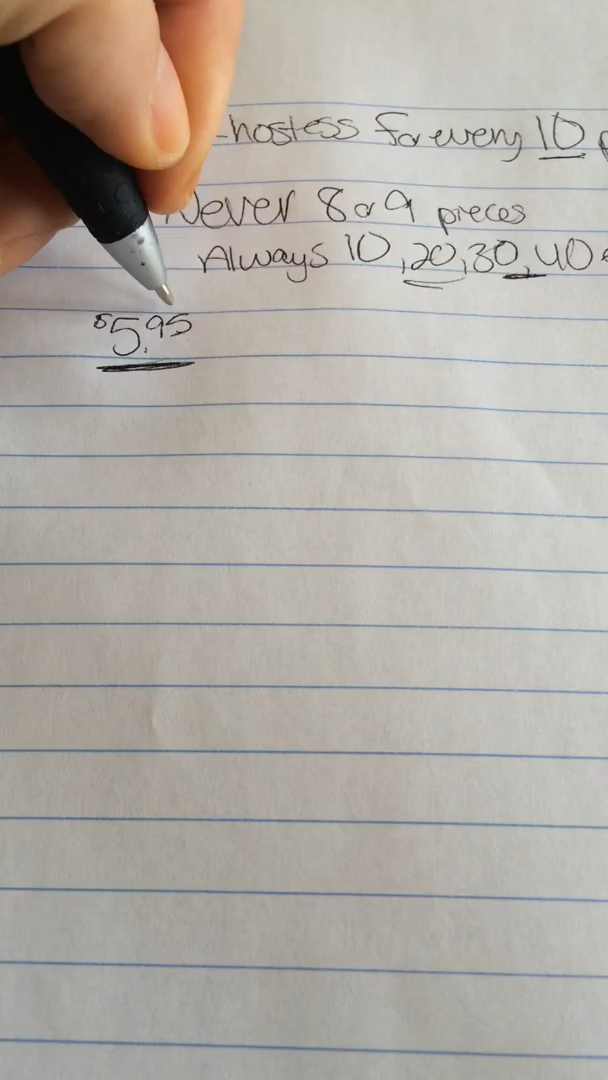 -hostess for every 10
Never 8 or 9 pieces
Always 10, 20, 30, 40
$5.95